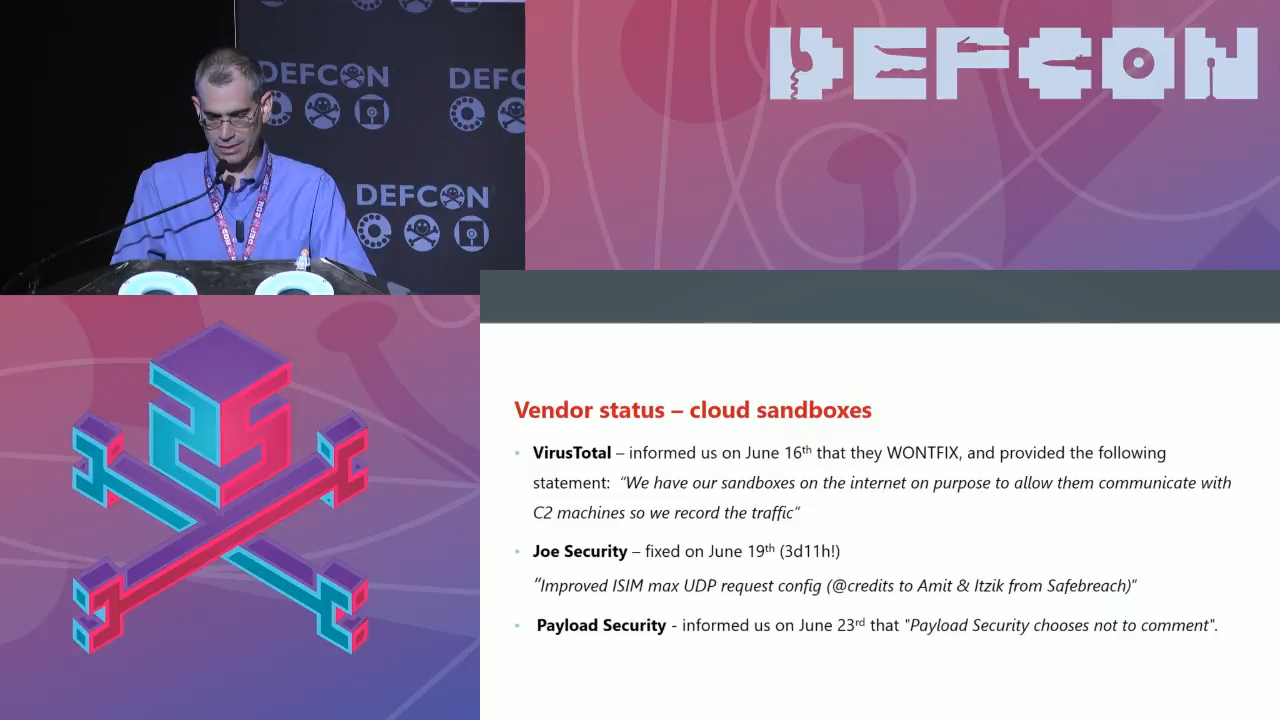 DEFCON
DEFCON
DEFC
DEFCON
25
Vendor status – cloud sandboxes
• VirusTotal – informed us on June 16th that they WONTFIX, and provided the following
statement: “We have our sandboxes on the internet on purpose to allow them communicate with
C2 machines so we record the traffic”
• Joe Security – fixed on June 19th (3d11h!)
“Improved ISIM max UDP request config (@credits to Amit & Itzik from Safebreach)”
• Payload Security - informed us on June 23rd that "Payload Security chooses not to comment".